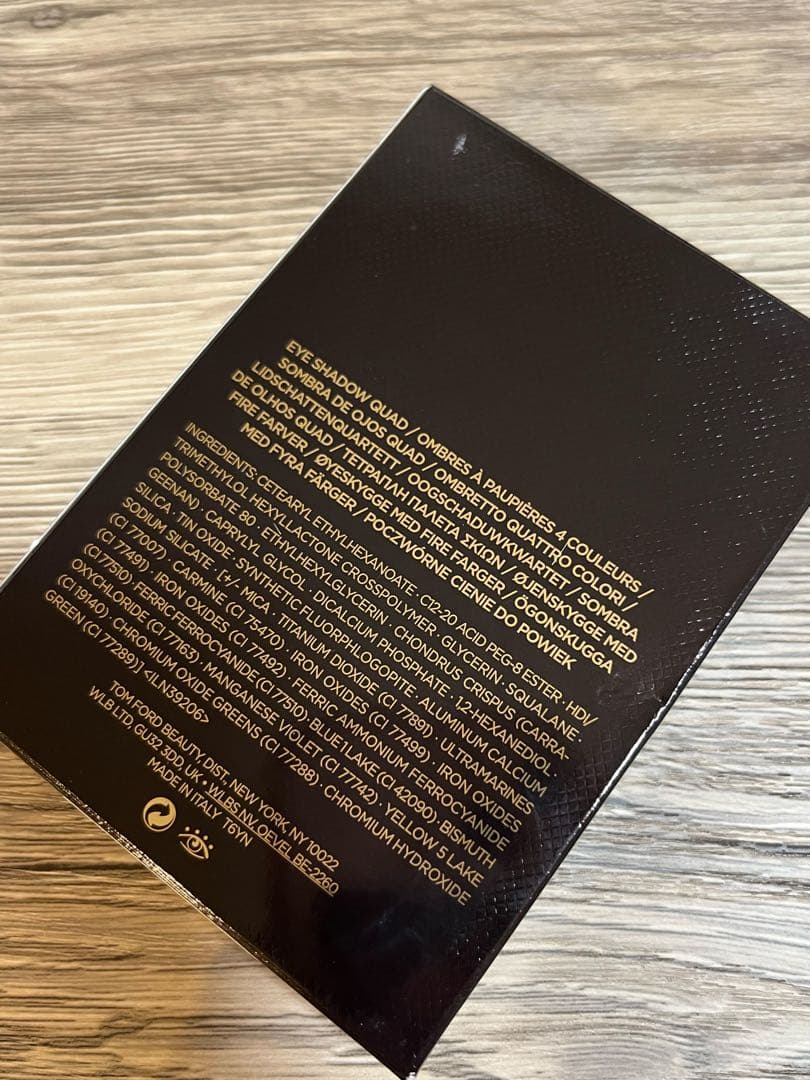 EYE SHADOW QUAD / OMBRES À PAUPIÈRES 4 COULEURS /
SOMBRA DE OJOS QUAD / OMBRETTO QUATTRO COLORI /
LIDSCHATTENQUARTETT / OOGSCHADUWKWARTET / SOMBRA
DE OLHOS QUAD / ΤΕΤΡΑΠΛΗ ΠΑΛΕΤΑ ΣΚΙΩΝ / ØJENSKYGGE MED
FIRE FARVER / ØYESKYGGE MED FIRE FARGER / ÖGONSKUGGA
MED FYRA FÄRGER / POCZWÓRNE CIENIE DO POWIEK
INGREDIENTS: CETEARYL ETHYLHEXANOATE · C12-20 ACID PEG-8 ESTER · HDI/
TRIMETHYLOL HEXYLLACTONE CROSSPOLYMER · GLYCERIN · SQUALANE ·
POLYSORBATE 80 · ETHYLHEXYLGLYCERIN · CHONDRUS CRISPUS (CARRA-
GEENAN) · CAPRYLYL GLYCOL · DICALCIUM PHOSPHATE · 1,2-HEXANEDIOL ·
SILICA · TIN OXIDE · SYNTHETIC FLUORPHLOGOPITE · ALUMINUM CALCIUM
SODIUM SILICATE · [+/- MICA · TITANIUM DIOXIDE (CI 77891) · ULTRAMARINES
(CI 77007) · CARMINE (CI 75470) · IRON OXIDES (CI 77499) · IRON OXIDES
(CI 77491) · IRON OXIDES (CI 77492) · FERRIC AMMONIUM FERROCYANIDE
(CI 77510) · FERRIC FERROCYANIDE (CI 77510) · BLUE 1 LAKE (CI 42090) · BISMUTH
OXYCHLORIDE (CI 77163) · MANGANESE VIOLET (CI 77742) · YELLOW 5 LAKE
(CI 19140) · CHROMIUM OXIDE GREENS (CI 77288) · CHROMIUM HYDROXIDE
GREEN (CI 77289)] <ILN39206>
TOM FORD BEAUTY, DIST. NEW YORK, NY 10022
WLB LTD, GU32 3DD, UK • WLBS-NV, OEVEL BE-2260
MADE IN ITALY T6YN